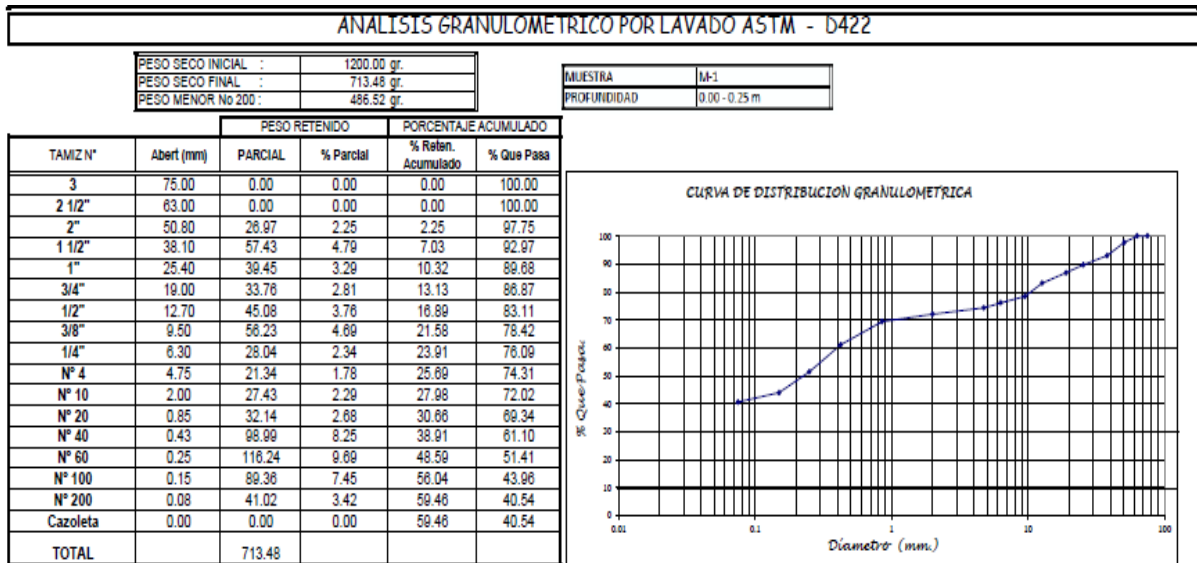 ANALISIS GRANULOMETRICO POR LAVADO ASTM - D422
PESO SECO INICIAL : 1200.00 gr.
PESO SECO FINAL : 713.48 gr.
PESO MENOR No 200 : 486.52 gr.
MUESTRA M-1
PROFUNDIDAD 0.00 - 0.25 m
PESO RETENIDO PORCENTAJE ACUMULADO
TAMIZ N° Abert (mm) PARCIAL % Parcial % Reten. Acumulado % Que Pasa
3 75.00 0.00 0.00 0.00 100.00
2 1/2" 63.00 0.00 0.00 0.00 100.00
2" 50.80 26.97 2.25 2.25 97.75
1 1/2" 38.10 57.43 4.79 7.03 92.97
1" 25.40 39.45 3.29 10.32 89.68
3/4" 19.00 33.76 2.81 13.13 86.87
1/2" 12.70 45.08 3.76 16.89 83.11
3/8" 9.50 56.23 4.69 21.58 78.42
1/4" 6.30 28.04 2.34 23.91 76.09
N° 4 4.75 21.34 1.78 25.69 74.31
N° 10 2.00 27.43 2.29 27.98 72.02
N° 20 0.85 32.14 2.68 30.66 69.34
N° 40 0.43 98.99 8.25 38.91 61.10
N° 60 0.25 116.24 9.69 48.59 51.41
N° 100 0.15 89.36 7.45 56.04 43.96
N° 200 0.08 41.02 3.42 59.46 40.54
Cazoleta 0.00 0.00 0.00 59.46 40.54
TOTAL 713.48
CURVA DE DISTRIBUCION GRANULOMETRICA
% Que Pasa
100
90
80
70
60
50
40
30
20
10
0
0.01 0.1 1 10 100
Diametro (mm.)